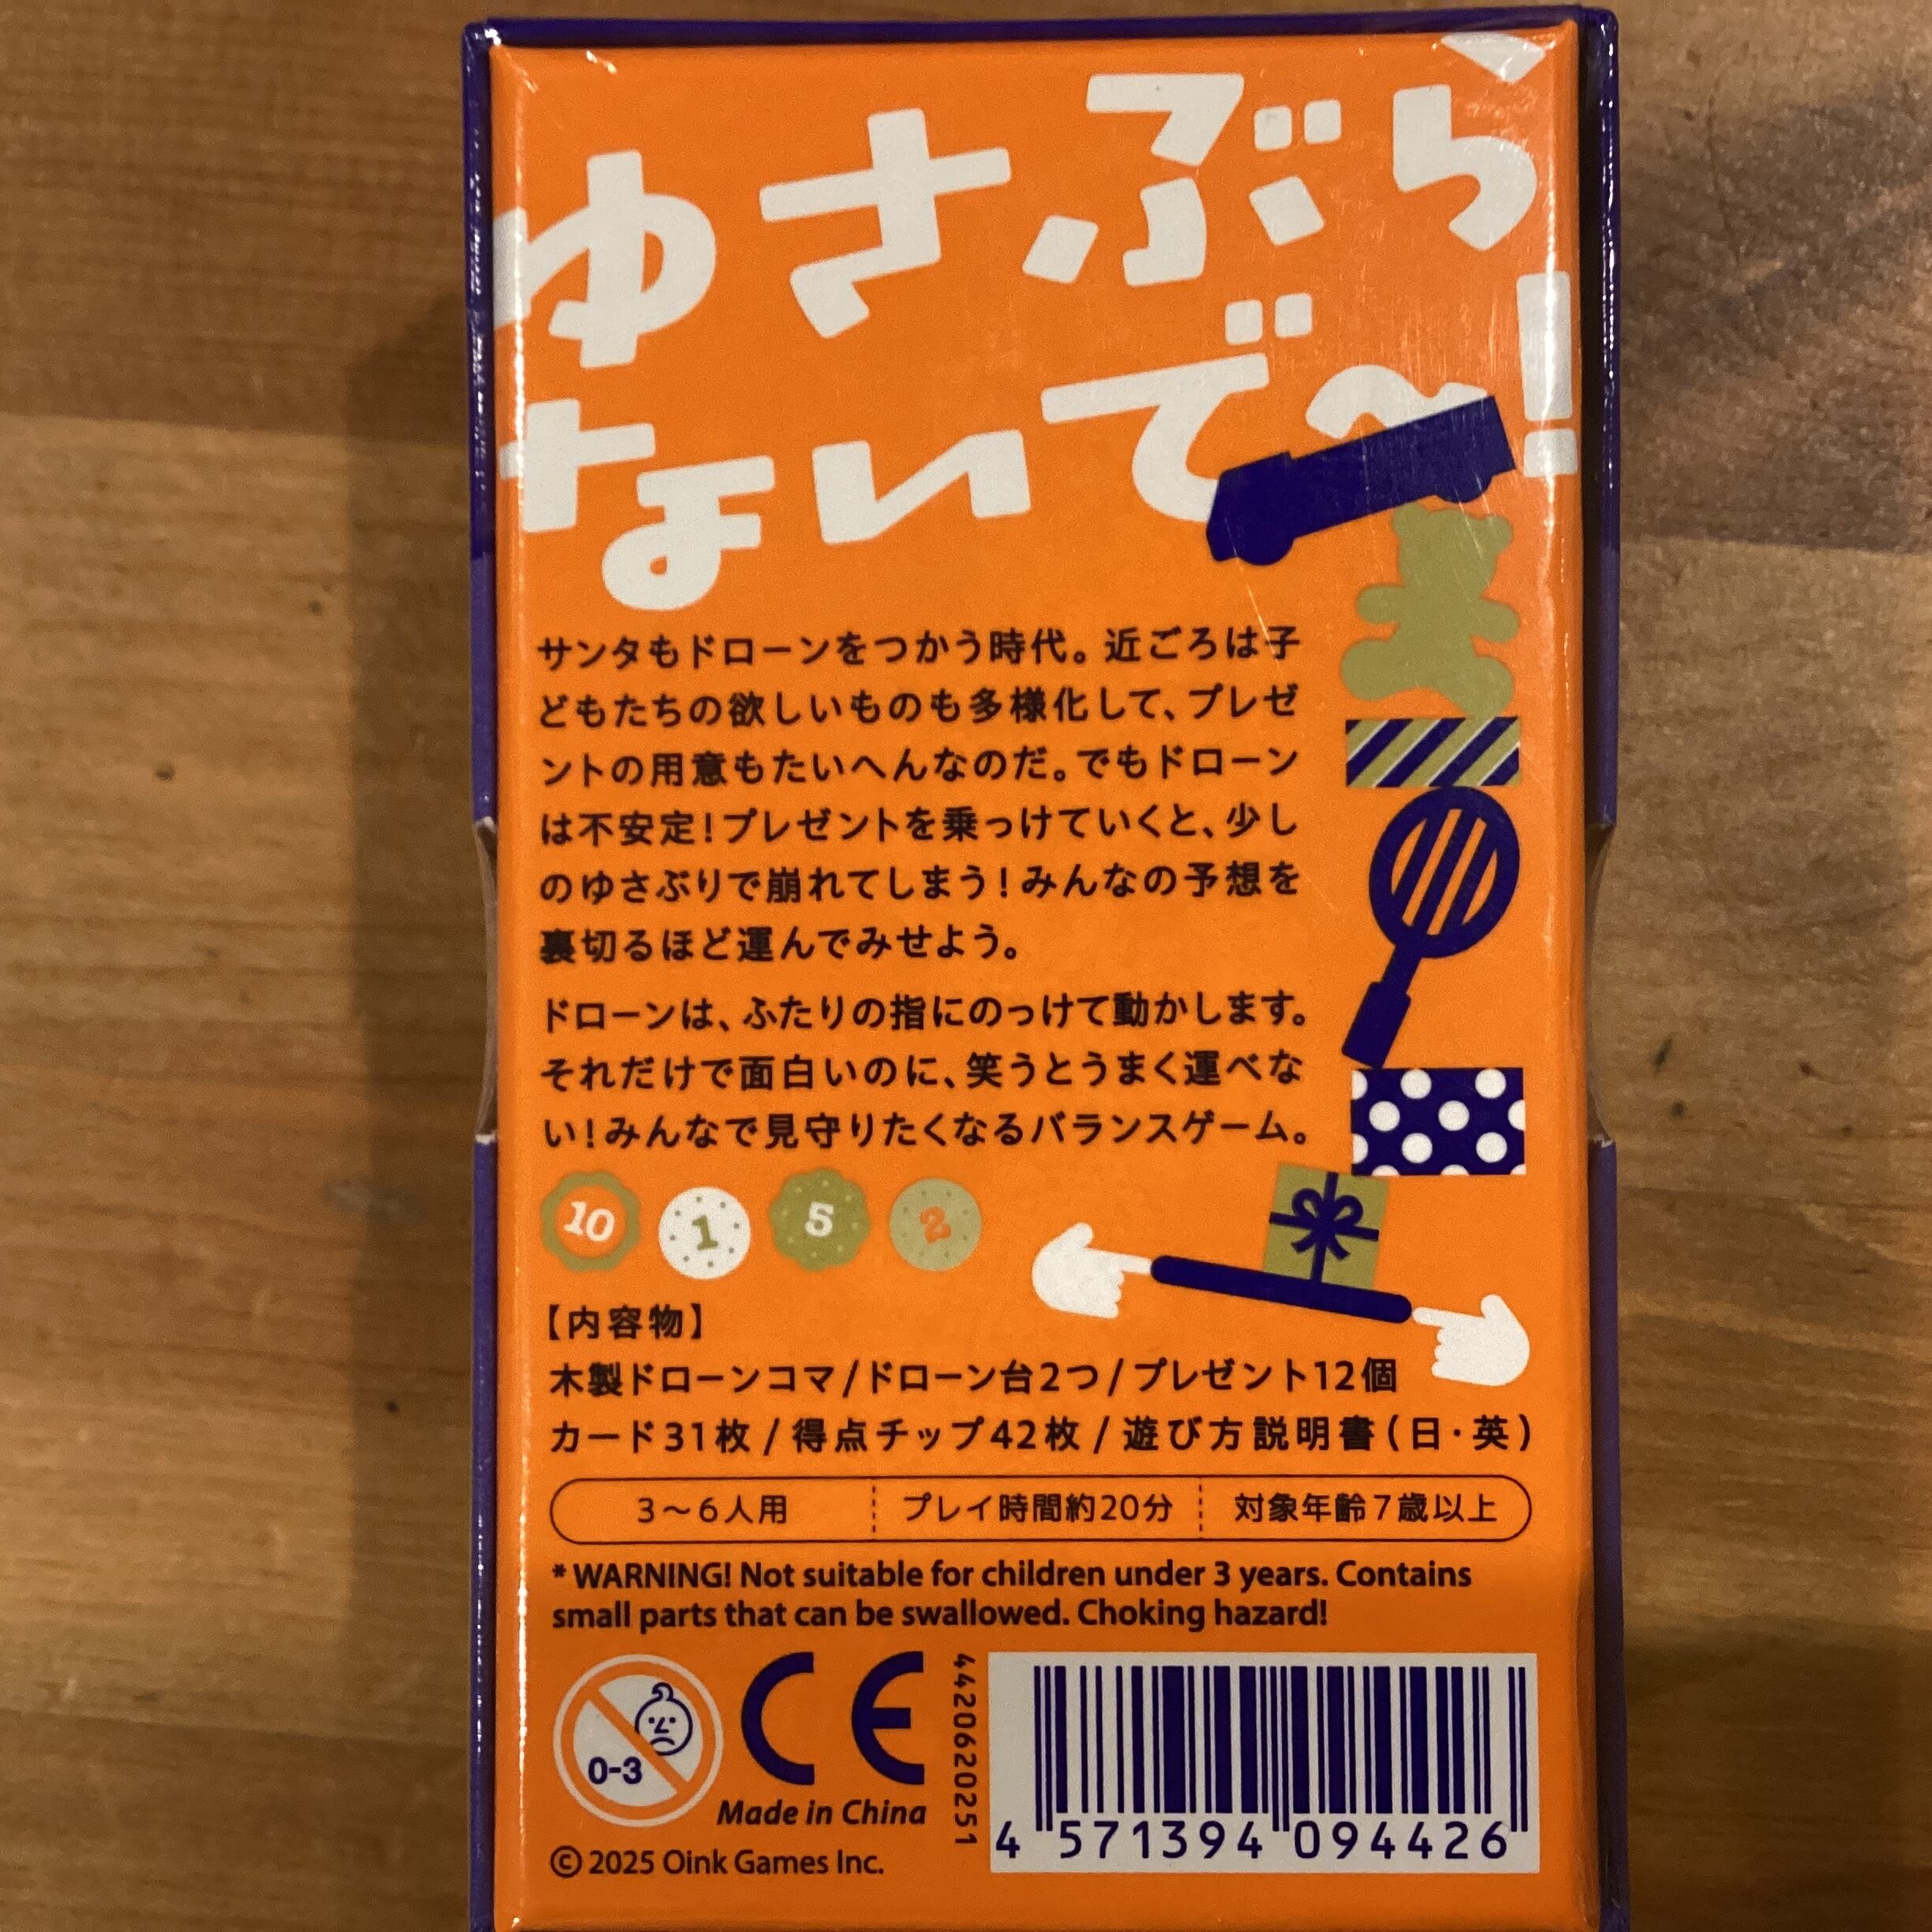 ゆさぶら
ないで〜!
サンタもドローンをつかう時代。近ごろは子
どもたちの欲しいものも多様化して、プレゼ
ントの用意もたいへんなのだ。でもドローン
は不安定!プレゼントを乗っけていくと、少し
のゆさぶりで崩れてしまう!みんなの予想を
裏切るほど運んでみせよう。
ドローンは、ふたりの指にのっけて動かします。
それだけで面白いのに、笑うとうまく運べな
い!みんなで見守りたくなるバランスゲーム。
10 1 5 2
【内容物】
木製ドローンコマ/ドローン台2つ/プレゼント12個
カード31枚/得点チップ42枚/遊び方説明書(日・英)
3〜6人用 プレイ時間約20分 対象年齢7歳以上
*WARNING! Not suitable for children under 3 years. Contains
small parts that can be swallowed. Choking hazard!
0-3
CE
Made in China
© 2025 Oink Games Inc.
4420620251
4 571394 094426